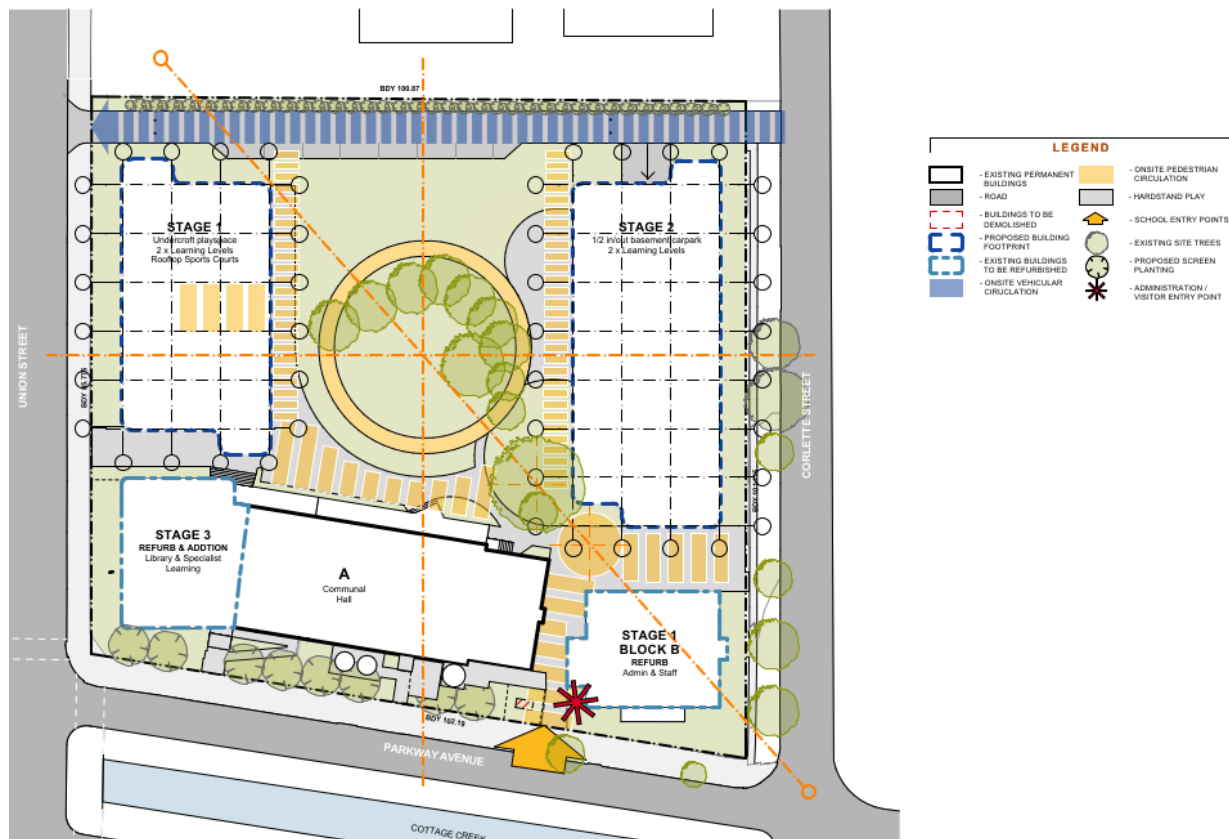 BDY 100.87
STAGE 1
Undercroft playspace
2 x Learning Levels
Rooftop Sports Courts
STAGE 2
1/2 in/out basement carpark
2 x Learning Levels
UNION STREET
CORLETTE STREET
STAGE 3
REFURB & ADDTION
Library & Specialist
Learning
A
Communal
Hall
STAGE 1
BLOCK B
REFURB
Admin & Staff
BDY 102.19
PARKWAY AVENUE
COTTAGE CREEK
LEGEND
- EXISTING PERMANENT
BUILDINGS
- ROAD
- BUILDINGS TO BE
DEMOLISHED
- PROPOSED BUILDING
FOOTPRINT
- EXISTING BUILDINGS
TO BE REFURBISHED
- ONSITE VEHICULAR
CIRUCLATION
- ONSITE PEDESTRIAN
CIRCULATION
- HARDSTAND PLAY
- SCHOOL ENTRY POINTS
- EXISTING SITE TREES
- PROPOSED SCREEN
PLANTING
- ADMINISTRATION /
VISITOR ENTRY POINT